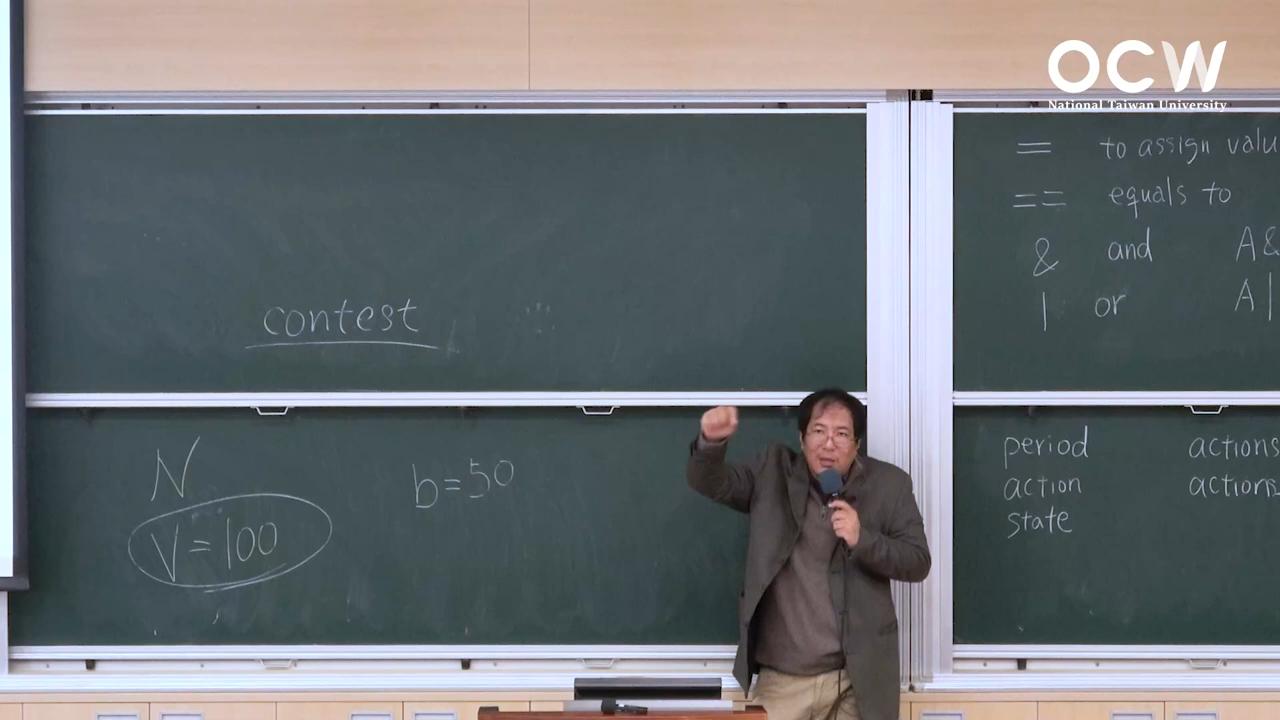 OCW
National Taiwan University
contest
N
V = 100
b = 50
= to assign valu
== equals to
& and A&
| or A|
period actions
action actions
state